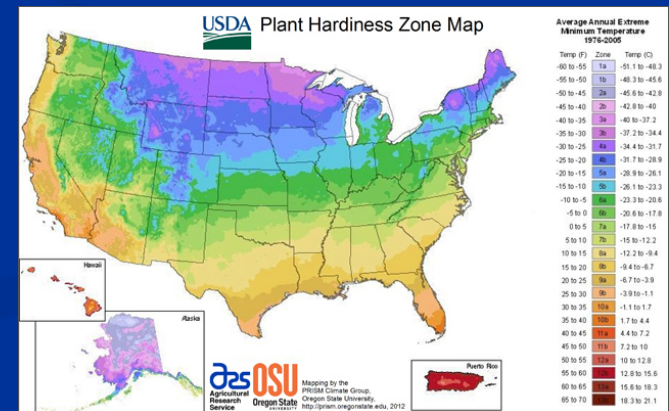 USDA Plant Hardiness Zone Map
Average Annual Extreme
Minimum Temperature
1976-2005
Temp (F) Zone Temp (C)
-60 to -55 1a -51.1 to -48.3
-55 to -50 1b -48.3 to -45.6
-50 to -45 2a -45.6 to -42.8
-45 to -40 2b -42.8 to -40
-40 to -35 3a -40 to -37.2
-35 to -30 3b -37.2 to -34.4
-30 to -25 4a -34.4 to -31.7
-25 to -20 4b -31.7 to -28.9
-20 to -15 5a -28.9 to -26.1
-15 to -10 5b -26.1 to -23.3
-10 to -5 6a -23.3 to -20.6
-5 to 0 6b -20.6 to -17.8
0 to 5 7a -17.8 to -15
5 to 10 7b -15 to -12.2
10 to 15 8a -12.2 to -9.4
15 to 20 8b -9.4 to -6.7
20 to 25 9a -6.7 to -3.9
25 to 30 9b -3.9 to -1.1
30 to 35 10a -1.1 to 1.7
35 to 40 10b 1.7 to 4.4
40 to 45 11a 4.4 to 7.2
45 to 50 11b 7.2 to 10
50 to 55 12a 10 to 12.8
55 to 60 12.8 to 15.6
60 to 65 15.6 to 18.3
65 to 70 18.3 to 21.1
Hawaii
Alaska
Puerto Rico
ars OSU
Agricultural
Research
Service
Oregon State
UNIVERSITY
Mapping by the
PRISM Climate Group,
Oregon State University,
http://prism.oregonstate.edu, 2012